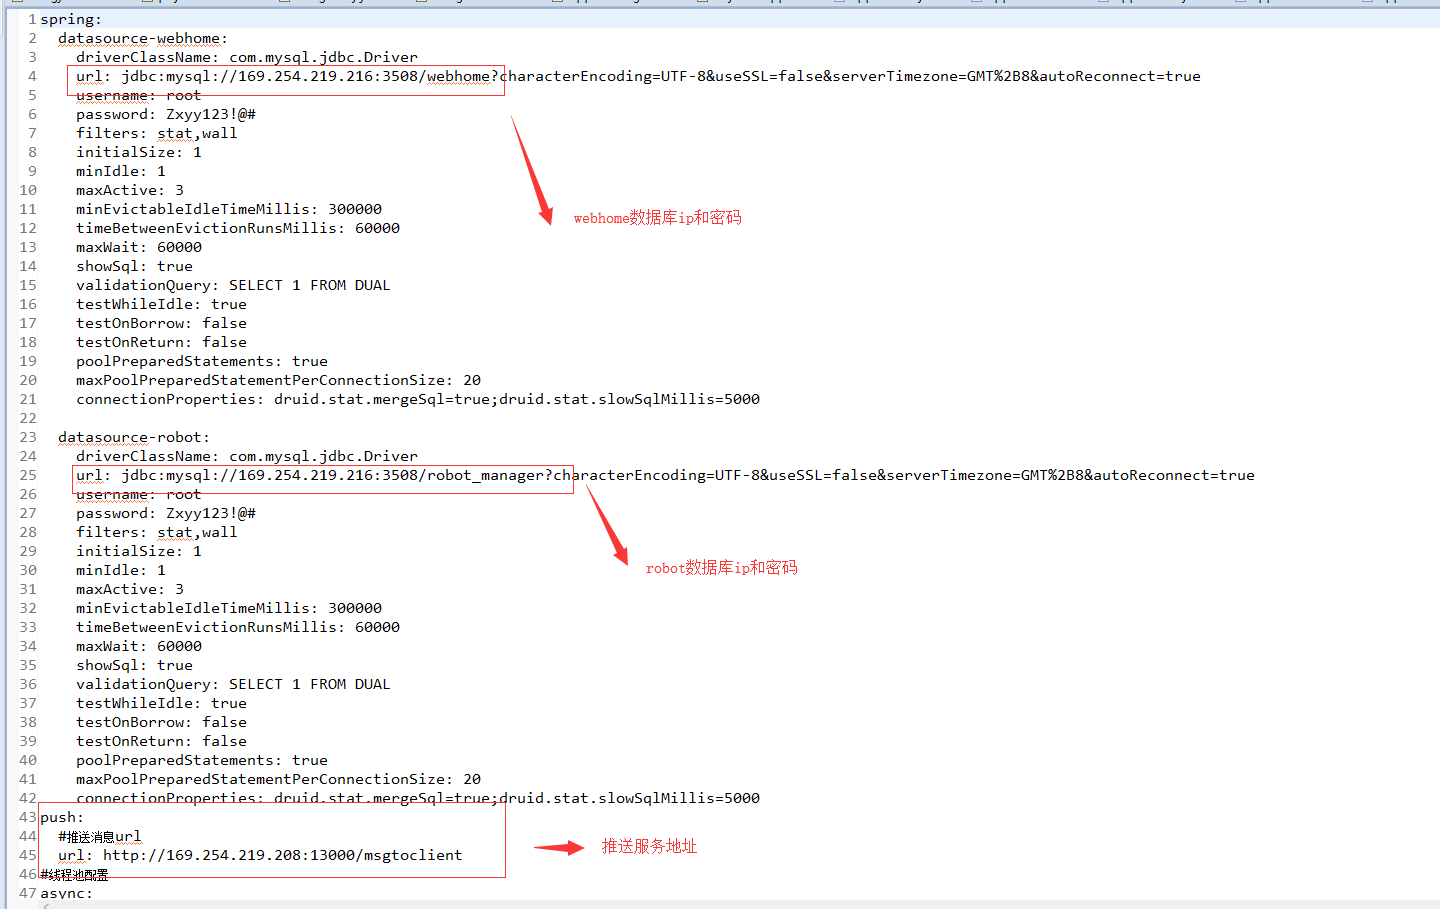 1 spring:
2 datasource-webhome:
3 driverClassName: com.mysql.jdbc.Driver
4 url: jdbc:mysql://169.254.219.216:3508/webhome?characterEncoding=UTF-8&useSSL=false&serverTimezone=GMT%2B8&autoReconnect=true
5 username: root
6 password: Zxyy123!@#
7 filters: stat,wall
8 initialSize: 1
9 minIdle: 1
10 maxActive: 3
11 minEvictableIdleTimeMillis: 300000
12 timeBetweenEvictionRunsMillis: 60000
webhome数据库ip和密码
13 maxWait: 60000
14 showSql: true
15 validationQuery: SELECT 1 FROM DUAL
16 testWhileIdle: true
17 testOnBorrow: false
18 testOnReturn: false
19 poolPreparedStatements: true
20 maxPoolPreparedStatementPerConnectionSize: 20
21 connectionProperties: druid.stat.mergeSql=true;druid.stat.slowSqlMillis=5000
22
23 datasource-robot:
24 driverClassName: com.mysql.jdbc.Driver
25 url: jdbc:mysql://169.254.219.216:3508/robot_manager?characterEncoding=UTF-8&useSSL=false&serverTimezone=GMT%2B8&autoReconnect=true
26 username: root
27 password: Zxyy123!@#
28 filters: stat,wall
29 initialSize: 1
30 minIdle: 1
robot数据库ip和密码
31 maxActive: 3
32 minEvictableIdleTimeMillis: 300000
33 timeBetweenEvictionRunsMillis: 60000
34 maxWait: 60000
35 showSql: true
36 validationQuery: SELECT 1 FROM DUAL
37 testWhileIdle: true
38 testOnBorrow: false
39 testOnReturn: false
40 poolPreparedStatements: true
41 maxPoolPreparedStatementPerConnectionSize: 20
42 connectionProperties: druid.stat.mergeSql=true;druid.stat.slowSqlMillis=5000
43 push:
44 #推送消息url
推送服务地址
45 url: http://169.254.219.208:13000/msgtoclient
46 #线程池配置
47 async: